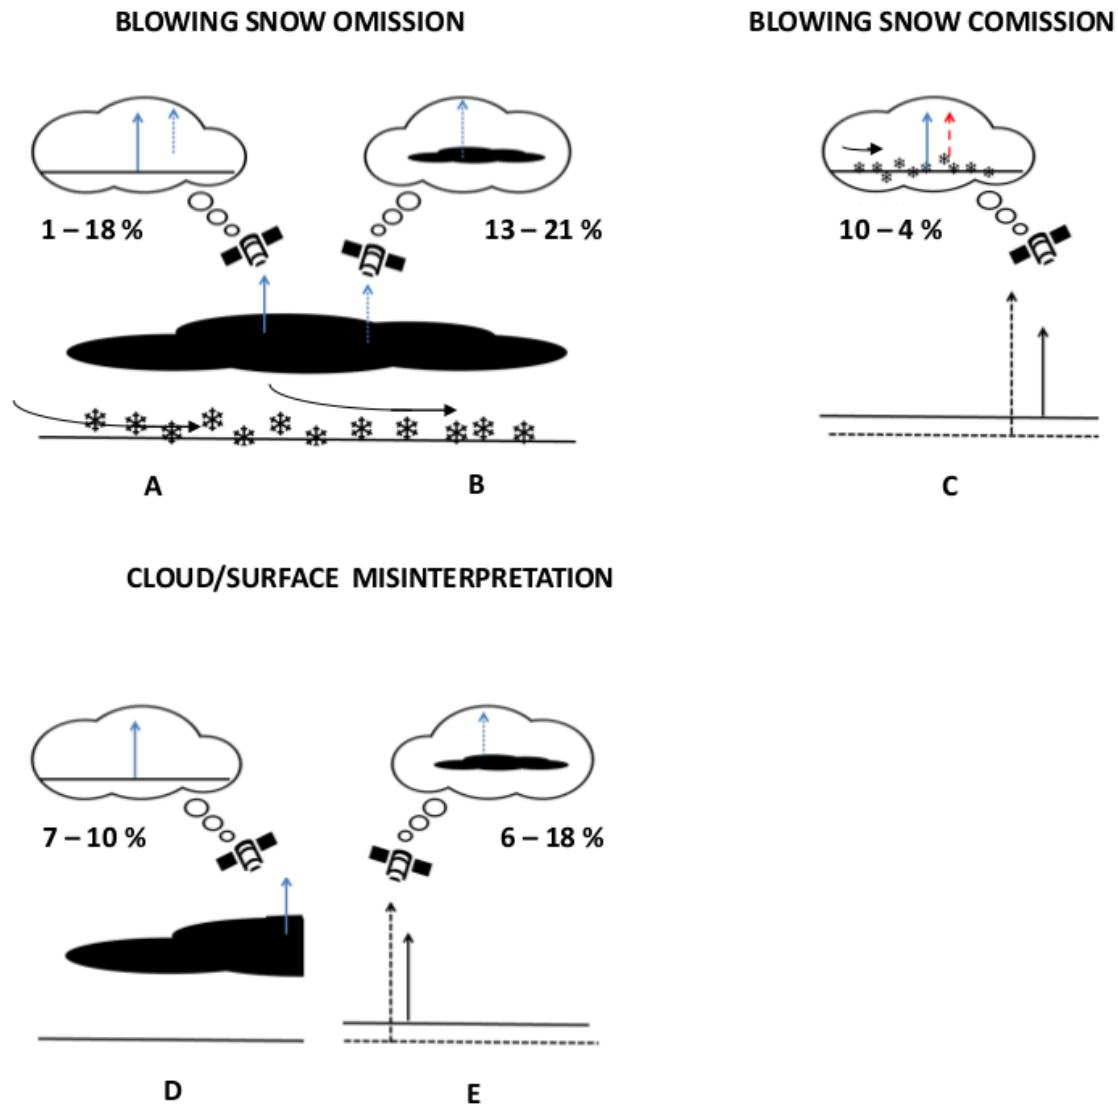 BLOWING SNOW OMISSION
BLOWING SNOW COMISSION
1 – 18 %
13 – 21 %
10 – 4 %
A
B
C
CLOUD/SURFACE MISINTERPRETATION
7 – 10 %
6 – 18 %
D
E